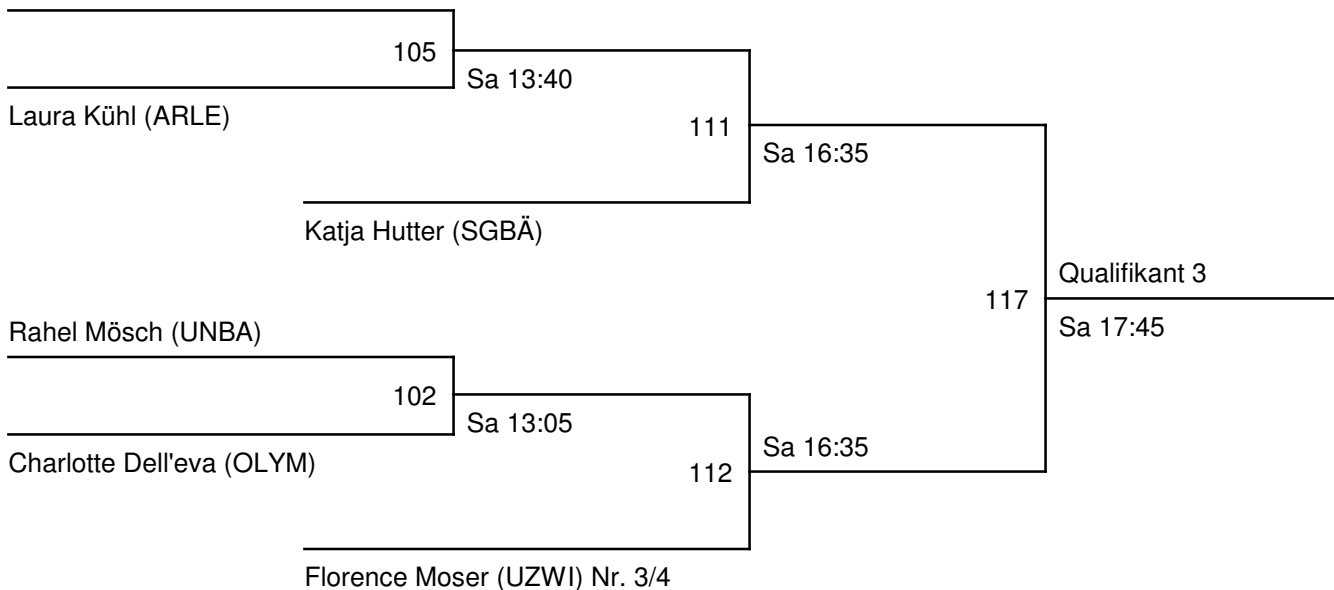 105
Sa 13:40
Laura Kühl (ARLE)
111
Sa 16:35
Katja Hutter (SGBÄ)
Qualifikant 3
117
Sa 17:45
Rahel Mösch (UNBA)
102
Sa 13:05
Sa 16:35
Charlotte Dell'eva (OLYM)
112
Florence Moser (UZWI) Nr. 3/4